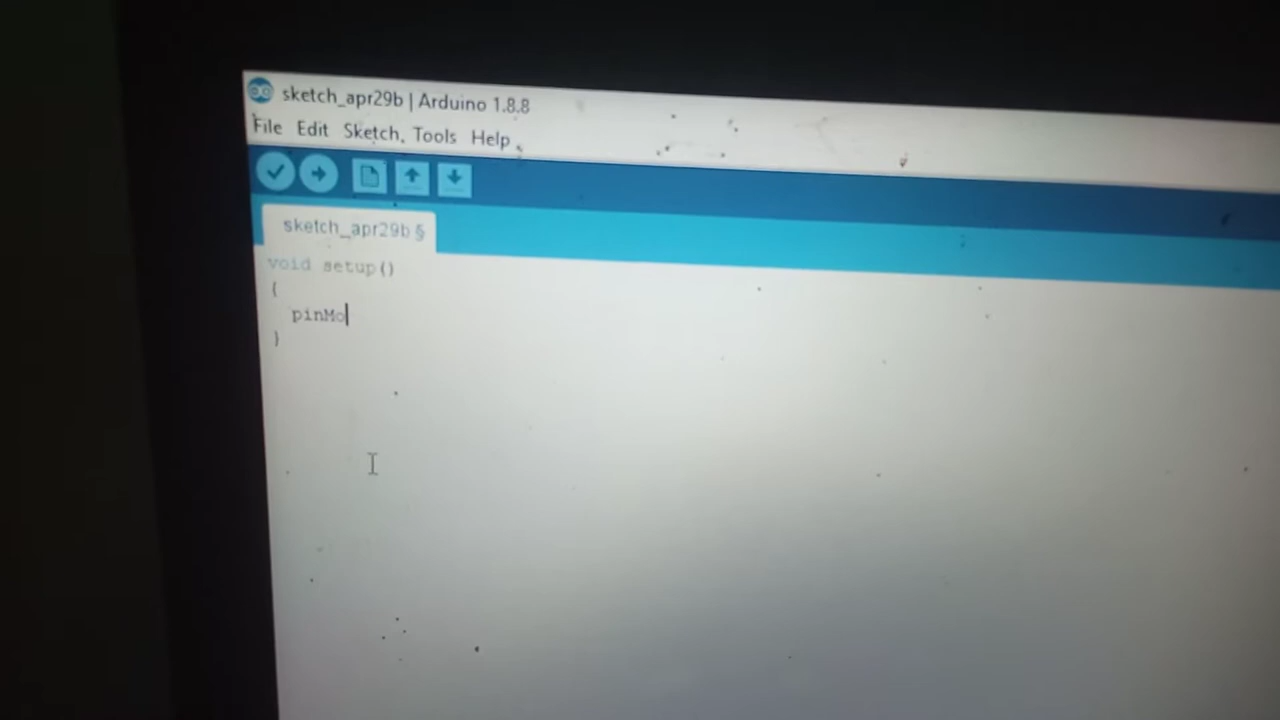 sketch_apr29b | Arduino 1.8.8
File Edit Sketch Tools Help
sketch_apr29b §
void setup()
{
pinMo
}